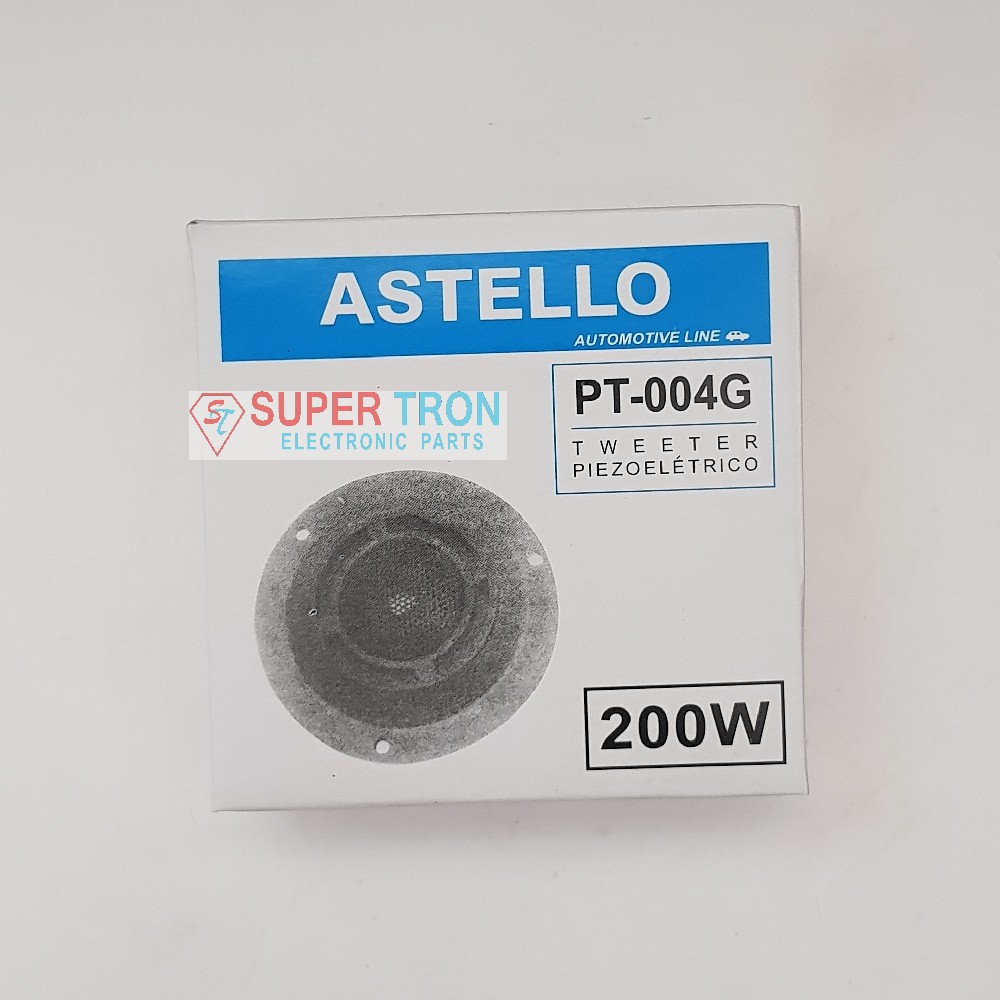 ASTELLO
AUTOMOTIVE LINE
PT-004G
TWEETER
PIEZOELÉTRICO
ST SUPER TRON
ELECTRONIC PARTS
200W